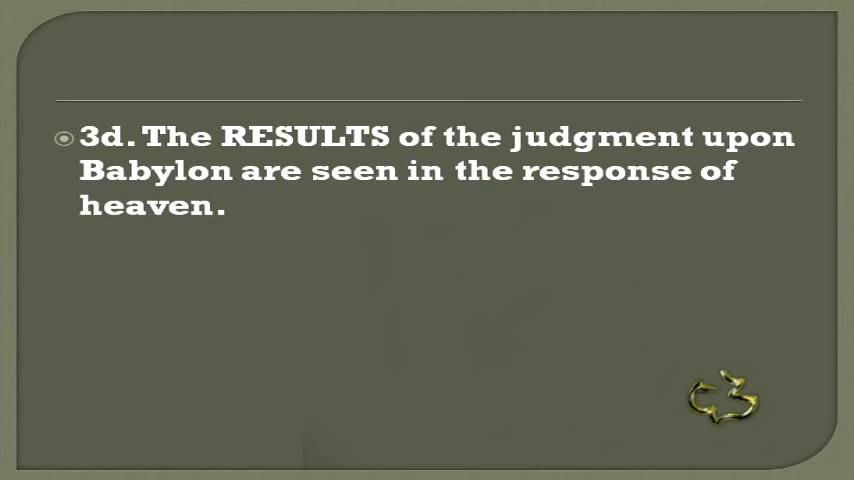 3d. The RESULTS of the judgment upon
Babylon are seen in the response of
heaven.